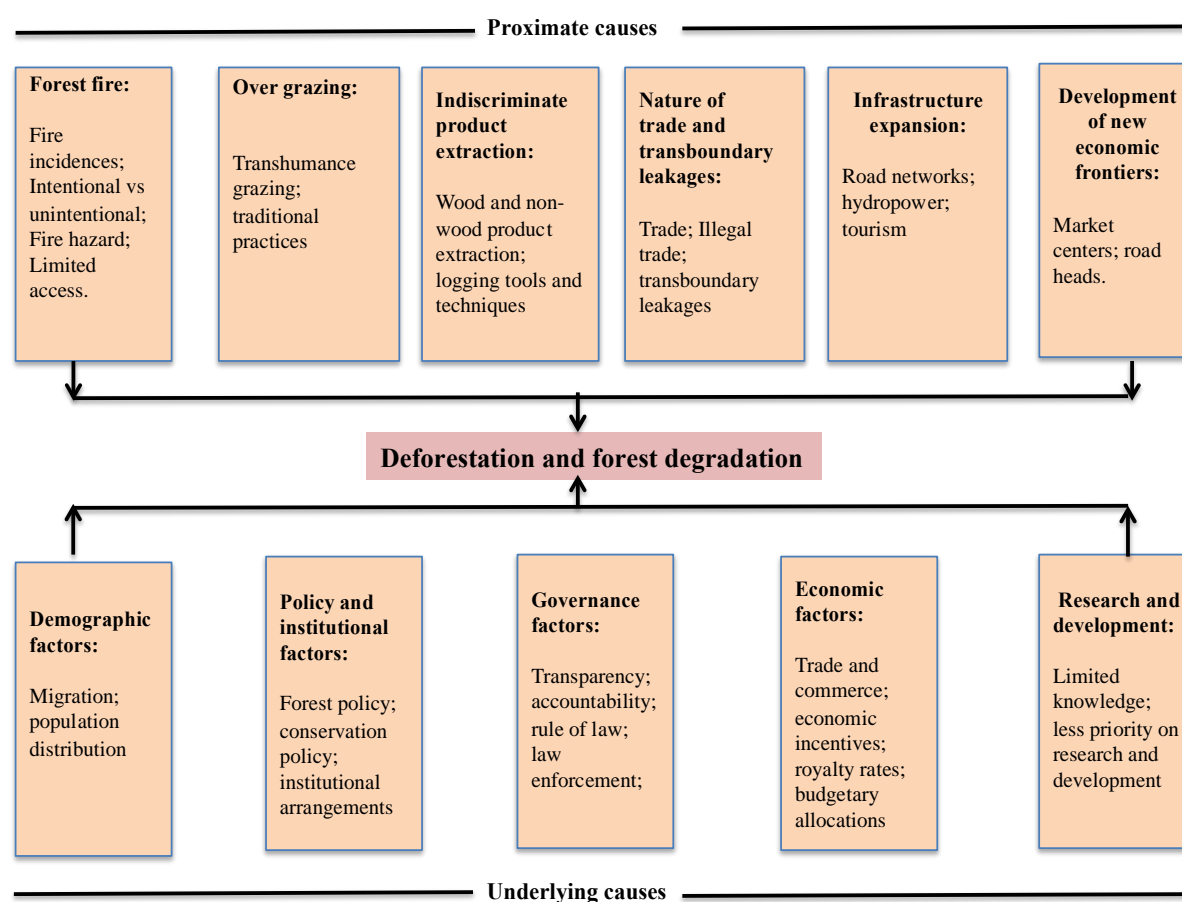 Proximate causes
Forest fire:
Fire
incidences;
Intentional vs
unintentional;
Fire hazard;
Limited
access.
Over grazing:
Transhumance
grazing;
traditional
practices
Indiscriminate
product
extraction:
Wood and non-
wood product
extraction;
logging tools and
techniques
Nature of
trade and
transboundary
leakages:
Trade; Illegal
trade;
transboundary
leakages
Infrastructure
expansion:
Road networks;
hydropower;
tourism
Development
of new
economic
frontiers:
Market
centers; road
heads.
Deforestation and forest degradation
Demographic
factors:
Migration;
population
distribution
Policy and
institutional
factors:
Forest policy;
conservation
policy;
institutional
arrangements
Governance
factors:
Transparency;
accountability;
rule of law;
law
enforcement;
Economic
factors:
Trade and
commerce;
economic
incentives;
royalty rates;
budgetary
allocations
Research and
development:
Limited
knowledge;
less priority on
research and
development
Underlying causes